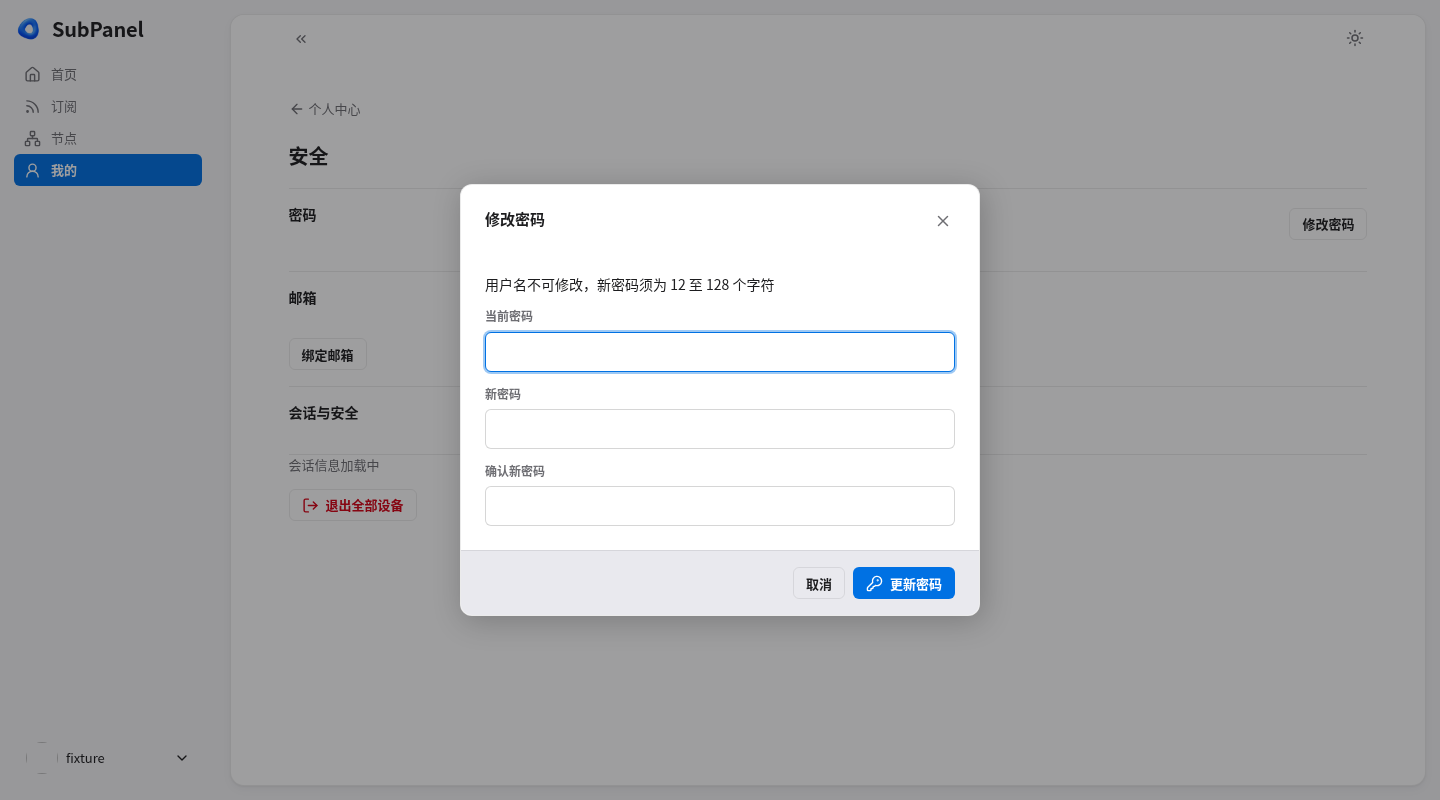 SubPanel
首页
订阅
节点
我的
个人中心
安全
密码
修改密码
邮箱
绑定邮箱
会话与安全
会话信息加载中
退出全部设备
修改密码
用户名不可修改，新密码须为 12 至 128 个字符
当前密码
新密码
确认新密码
取消
更新密码
fixture